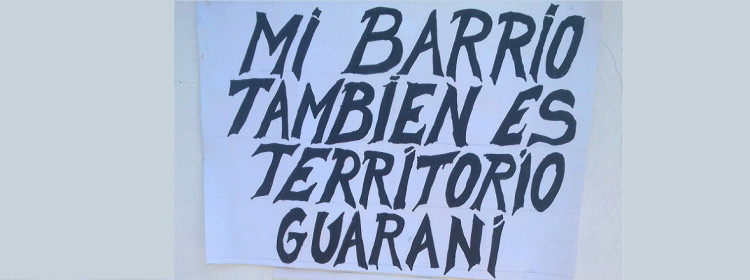 Mi BARRiO
TAMBiEN ES
TERRiTORiO
GUARANi